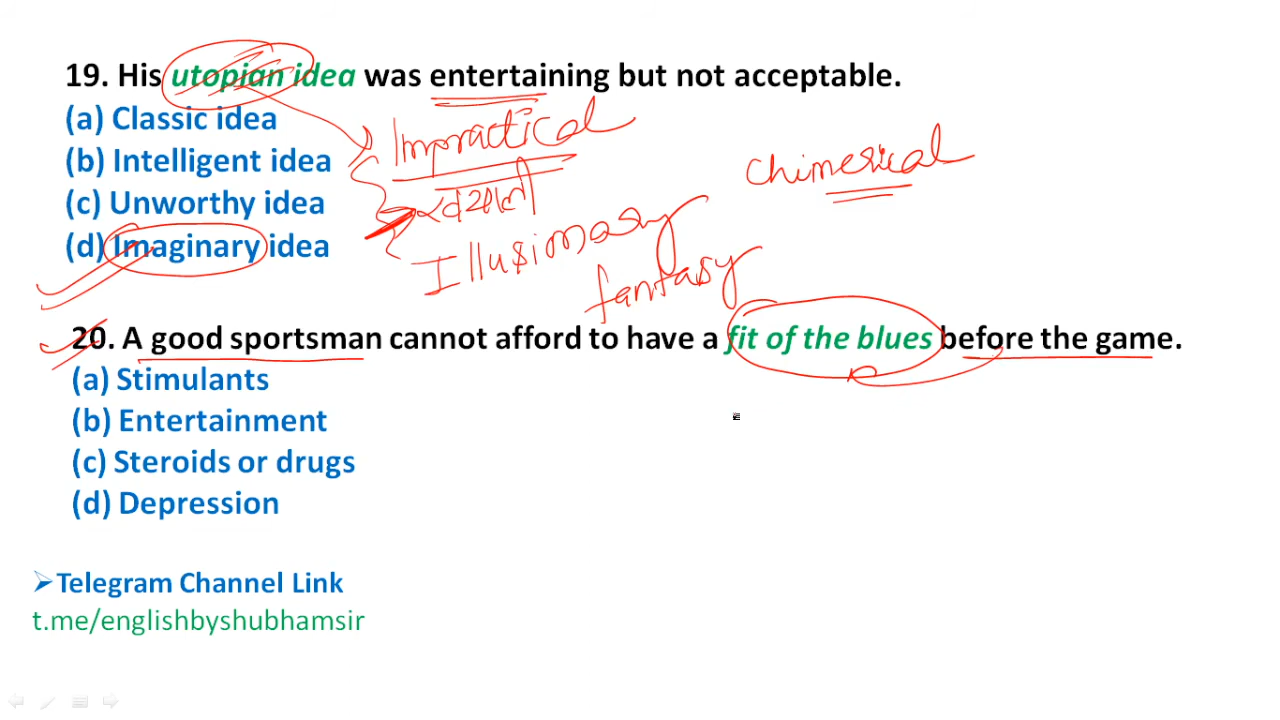 19. His utopian idea was entertaining but not acceptable.
(a) Classic idea
Impractical
(b) Intelligent idea
chimerical
(c) Unworthy idea
(d) Imaginary idea
Illusionary
fantasy
20. A good sportsman cannot afford to have a fit of the blues before the game.
(a) Stimulants
(b) Entertainment
(c) Steroids or drugs
(d) Depression
Telegram Channel Link
t.me/englishbyshubhamsir